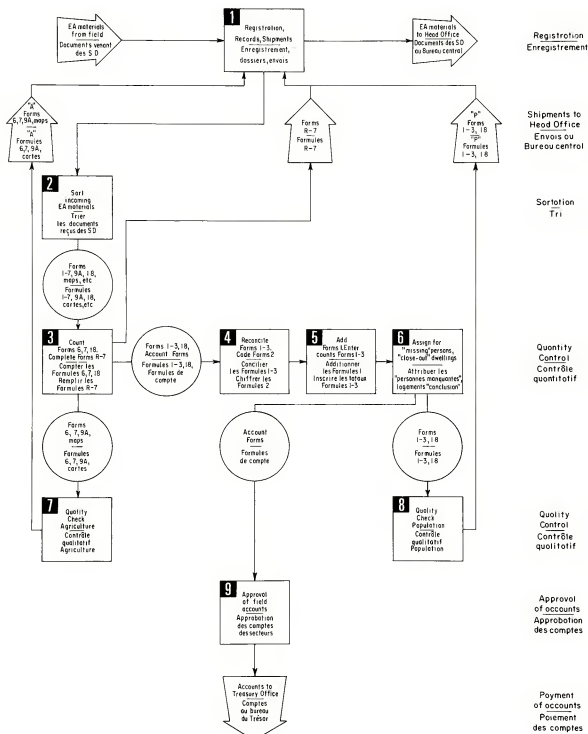 EA materials
from field
Documents venant
des SD
1
Registration,
Records, Shipments
Enregistrement,
dossiers, envois
EA materials
to Head Office
Documents des SD
au Bureau central
Registration
Enregistrement
"A"
Forms
6,7,9A, maps
"A"
Formules
6,7,9A,
cartes
Forms
R-7
Formules
R-7
"P"
Forms
1-3, 18
"P"
Formules
1-3, 18
Shipments to
Head Office
Envois au
Bureau central
2
Sort
incoming
EA materials
Trier
les documents
reçus des SD
Sortation
Tri
Forms
1-7, 9A, 18,
maps, etc
Formules
1-7, 9A, 18,
cartes, etc
3
Count
Forms 6,7,18.
Complete Forms R-7
Compter les
Formules 6,7,18
Remplir les
Formules R-7
Forms 1-3, 18,
Account Forms
Formules 1-3, 18,
Formules de
compte
4
Reconcile
Forms 1-3.
Code Forms 2
Concilier
les Formules 1-3
Chiffrer les
Formules 2
5
Add
Forms I.Enter
counts Forms 1-3
Additionner
les Formules I
Inscrire les totaux
Formules 1-3
6
Assign for
"missing" persons,
"close-out" dwellings
Attribuer les
"personnes manquantes",
logements "conclusion"
Quantity
Control
Contrôle
quantitatif
Forms
6, 7, 9A,
maps
Formules
6, 7, 9A,
cartes
Account
Forms
Formules
de compte
Forms
1-3, 18
Formules
1-3, 18
7
Quality
Check
Agriculture
Contrôle
qualitatif
Agriculture
8
Quality
Check
Population
Contrôle
qualitatif
Population
Quality
Control
Contrôle
qualitatif
9
Approval
of field
accounts
Approbation
des comptes
des secteurs
Approval
of accounts
Approbation
des comptes
Accounts to
Treasury Office
Comptes
au bureau
du Trésor
Payment
of accounts
Paiement
des comptes